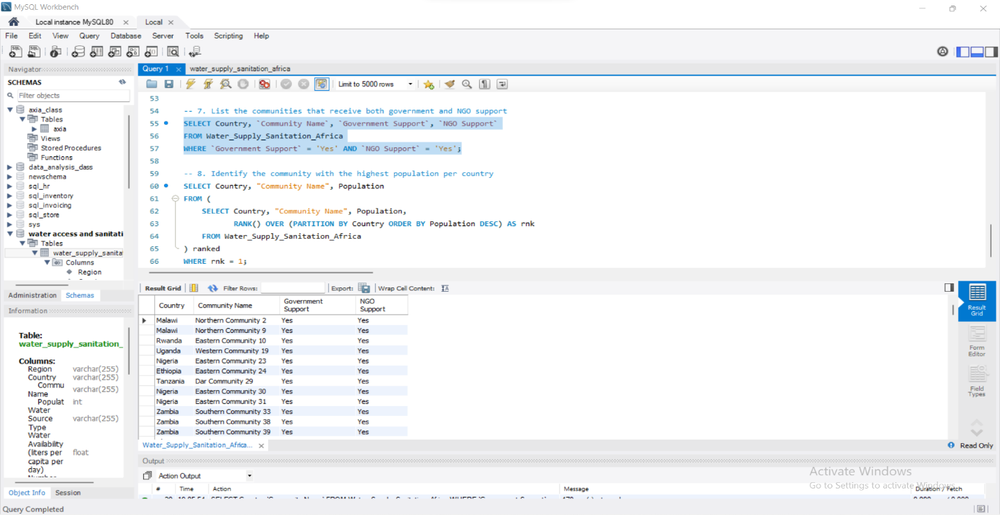 MySQL Workbench
Local instance MySQL80
Local
File Edit View Query Database Server Tools Scripting Help
Navigator
SCHEMAS
Filter objects
axia_class
Tables
axia
Views
Stored Procedures
Functions
data_analysis_dass
newschema
sql_hr
sql_inventory
sql_invoicing
sql_store
sys
water access and sanitati
Tables
water_supply_sanita
Columns
Region
Administration Schemas
Information
Table:
water_supply_sanitation_
Columns:
Region varchar(255)
Country varchar(255)
Commu
Name varchar(255)
Populat int
Water
Source varchar(255)
Type
Water
Availability
(liters per float
capita per
day)
Object Info Session
Query Completed
Query 1 water_supply_sanitation_africa
Limit to 5000 rows
53
54 -- 7. List the communities that receive both government and NGO support
55 SELECT Country, `Community Name`, `Government Support`, `NGO Support`
56 FROM Water_Supply_Sanitation_Africa
57 WHERE `Government Support` = 'Yes' AND `NGO Support` = 'Yes';
58
59 -- 8. Identify the community with the highest population per country
60 SELECT Country, "Community Name", Population
61 FROM (
62 SELECT Country, "Community Name", Population,
63 RANK() OVER (PARTITION BY Country ORDER BY Population DESC) AS rnk
64 FROM Water_Supply_Sanitation_Africa
65 ) ranked
66 WHERE rnk = 1;
Result Grid Filter Rows: Export: Wrap Cell Content:
Country Community Name Government Support NGO Support
Malawi Northern Community 2 Yes Yes
Malawi Northern Community 9 Yes Yes
Rwanda Eastern Community 10 Yes Yes
Uganda Western Community 19 Yes Yes
Nigeria Eastern Community 23 Yes Yes
Ethiopia Eastern Community 24 Yes Yes
Tanzania Dar Community 29 Yes Yes
Nigeria Eastern Community 30 Yes Yes
Nigeria Eastern Community 31 Yes Yes
Zambia Southern Community 33 Yes Yes
Zambia Southern Community 38 Yes Yes
Zambia Southern Community 39 Yes Yes
Result Grid
Form Editor
Field Types
Water_Supply_Sanitation_Africa...
Read Only
Output
Action Output
# Time Action Message Duration / Fetch
Activate Windows
Go to Settings to activate Windows.